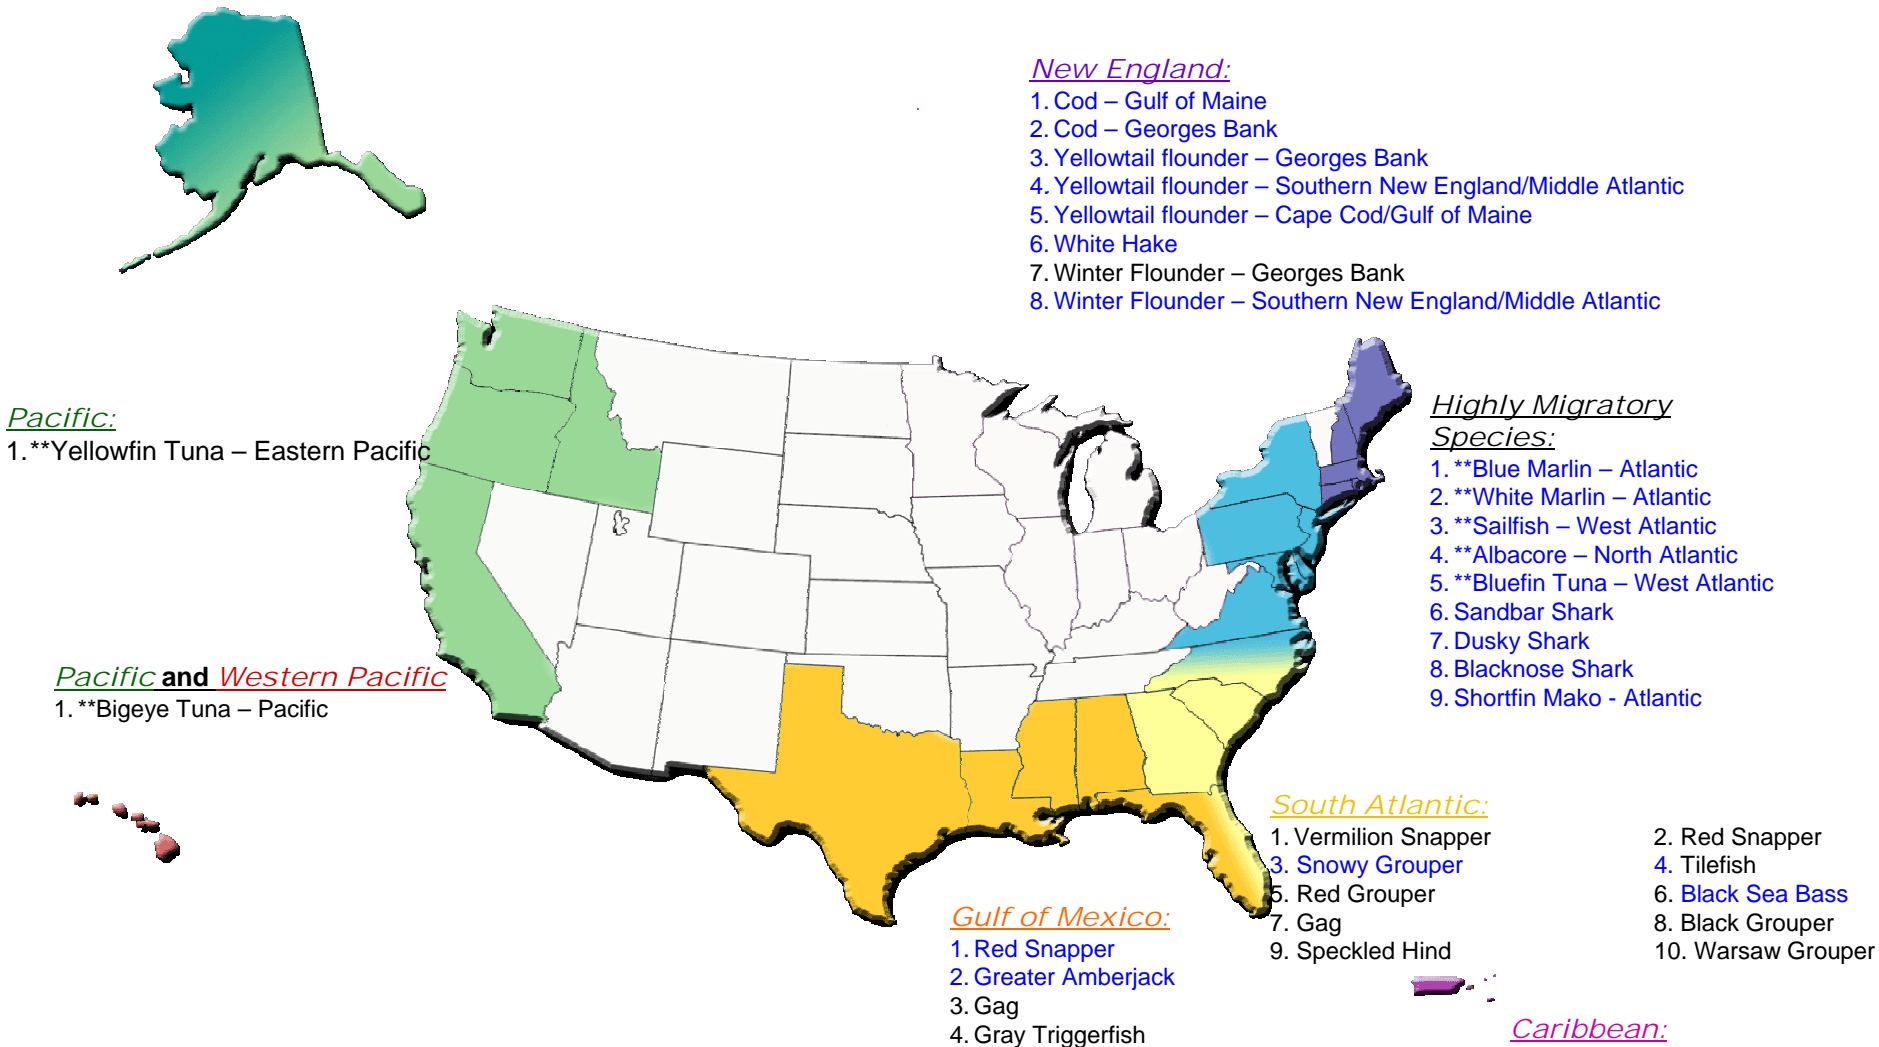 New England:
1. Cod – Gulf of Maine
2. Cod – Georges Bank
3. Yellowtail flounder – Georges Bank
4. Yellowtail flounder – Southern New England/Middle Atlantic
5. Yellowtail flounder – Cape Cod/Gulf of Maine
6. White Hake
7. Winter Flounder – Georges Bank
8. Winter Flounder – Southern New England/Middle Atlantic
Pacific:
1. **Yellowfin Tuna – Eastern Pacific
Highly Migratory
Species:
1. **Blue Marlin – Atlantic
2. **White Marlin – Atlantic
3. **Sailfish – West Atlantic
4. **Albacore – North Atlantic
5. **Bluefin Tuna – West Atlantic
6. Sandbar Shark
7. Dusky Shark
8. Blacknose Shark
9. Shortfin Mako - Atlantic
Pacific and Western Pacific
1. **Bigeye Tuna – Pacific
South Atlantic:
1. Vermilion Snapper 2. Red Snapper
3. Snowy Grouper 4. Tilefish
5. Red Grouper 6. Black Sea Bass
7. Gag 8. Black Grouper
9. Speckled Hind 10. Warsaw Grouper
Gulf of Mexico:
1. Red Snapper
2. Greater Amberjack
3. Gag
4. Gray Triggerfish
Caribbean: